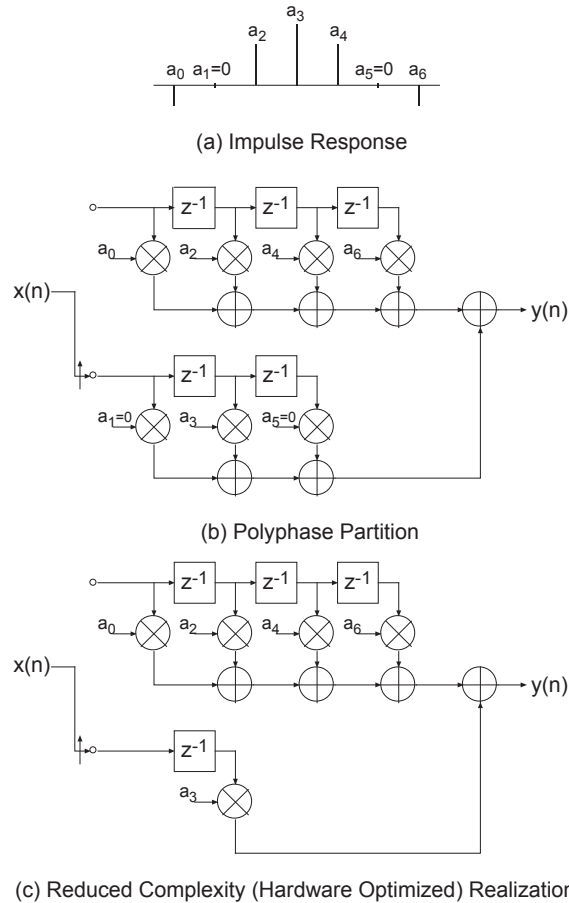 a3
a2 a4
a0 a1=0 a5=0 a6
(a) Impulse Response
z-1 z-1 z-1
a0 a2 a4 a6
x(n) y(n)
z-1 z-1
a1=0 a3 a5=0
(b) Polyphase Partition
z-1 z-1 z-1
a0 a2 a4 a6
x(n) y(n)
z-1
a3
(c) Reduced Complexity (Hardware Optimized) Realization